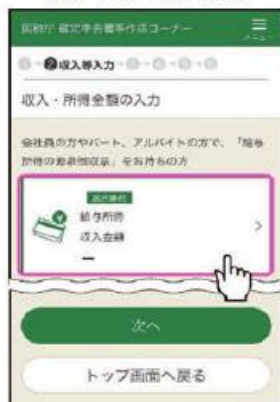 国税庁 確定申告書等作成コーナー
メニュー
❷収入等入力
収入・所得金額の入力
会社員の方やパート、アルバイトの方で、「給与
所得の源泉徴収票」をお持ちの方
給与所得
収入金額
次へ
トップ画面へ戻る